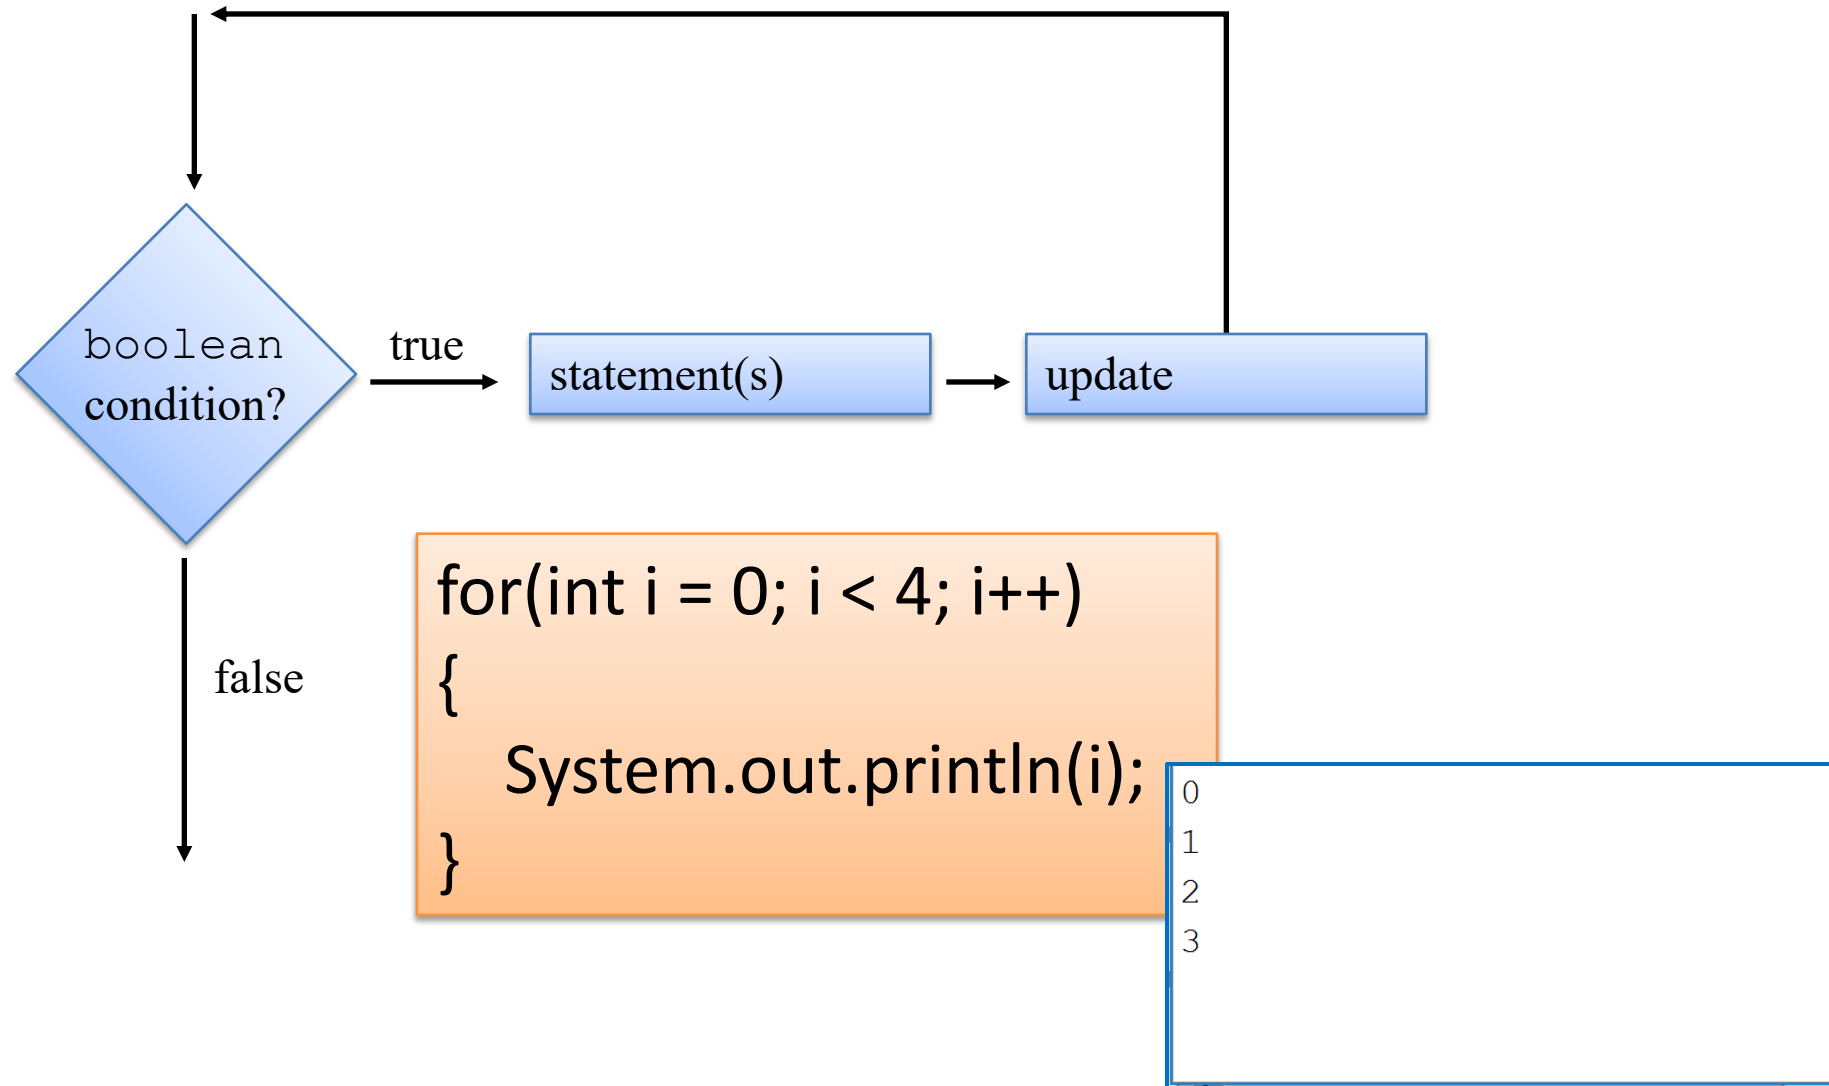 boolean
condition?
true
statement(s)
update
false
for(int i = 0; i < 4; i++)
{
System.out.println(i);
}
0
1
2
3